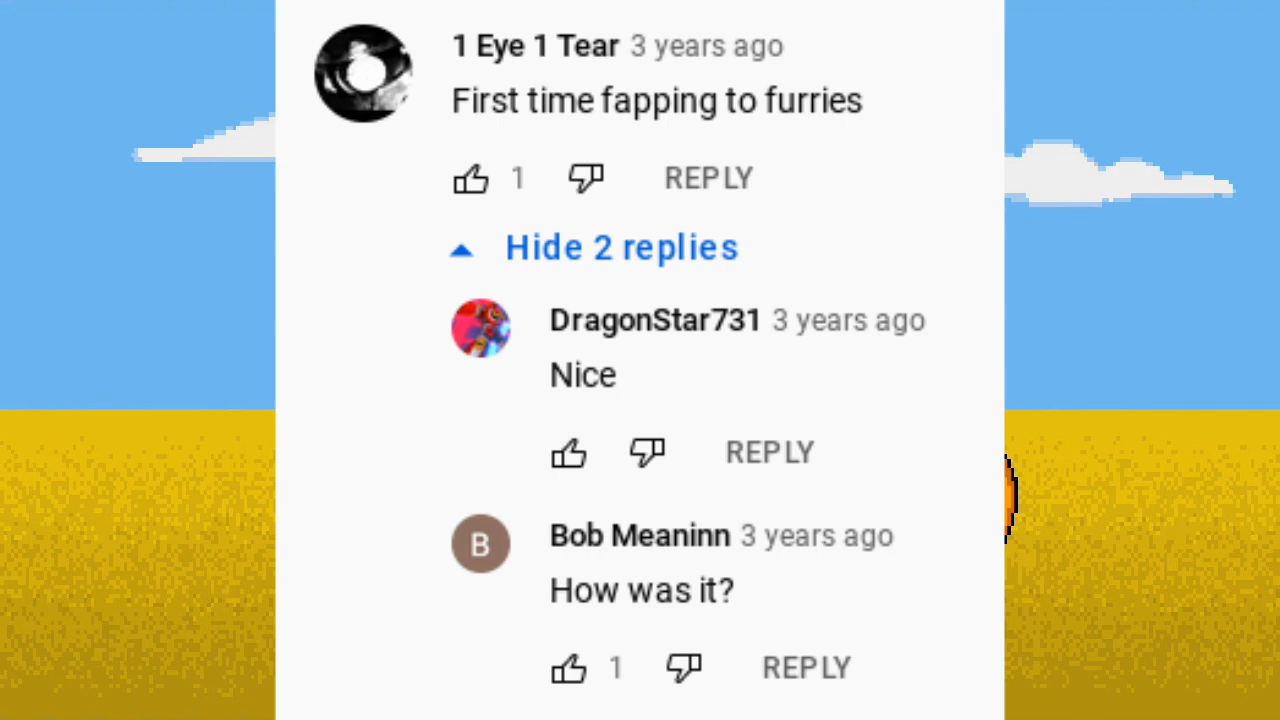 1 Eye 1 Tear 3 years ago
First time fapping to furries
1 REPLY
Hide 2 replies
DragonStar731 3 years ago
Nice
REPLY
B
Bob Meaninn 3 years ago
How was it?
1 REPLY